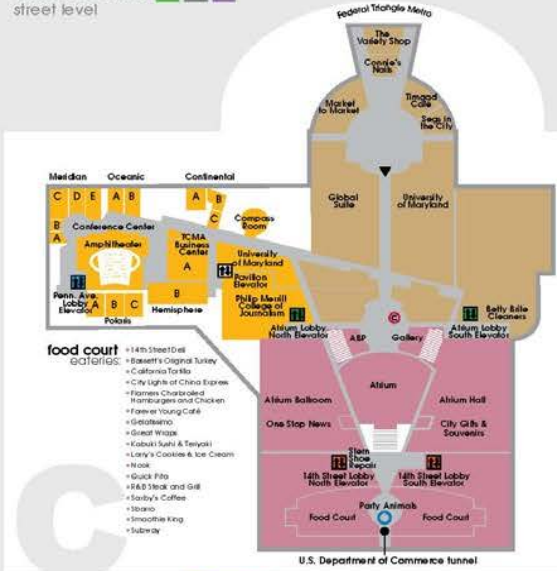 street level
Federal Triangle Metro
The
Variety Shop
Connie's
Nails
Market
to Market
Timgad
Cafe
Seas in
the City
Meridian
Oceanic
Continental
C D E
A B
A
B
C
B
A
Conference Center
Compass
Room
Global
Suite
University
of Maryland
Amphitheater
TCMA
Business
Center
A
University
of Maryland
Pavilion
Elevator
Penn. Ave.
Lobby
Elevator
A B C
Polaris
B
Hemisphere
Philip Merrill
College of
Journalism
Atrium Lobby
North Elevator
C
Betty Brite
Cleaners
Atrium Lobby
South Elevator
ABP
Gallery
Atrium
Atrium Ballroom
Atrium Hall
One Stop News
City Gifts &
Souvenirs
Stem
Shoe
Repairs
14th Street Lobby
North Elevator
14th Street Lobby
South Elevator
Party Animals
Food Court
Food Court
U.S. Department of Commerce tunnel
food court
eateries:
14th Street Deli
Bassett's Original Turkey
California Tortilla
City Lights of China Express
Flamers Charbroiled
Hamburgers and Chicken
Forever Young Café
Gelatissimo
Great Wraps
Kabuki Sushi & Teriyaki
Larry's Cookies & Ice Cream
Nook
Quick Pita
R&B Steak and Grill
Saxby's Coffee
Sbarro
Smoothie King
Subway
C